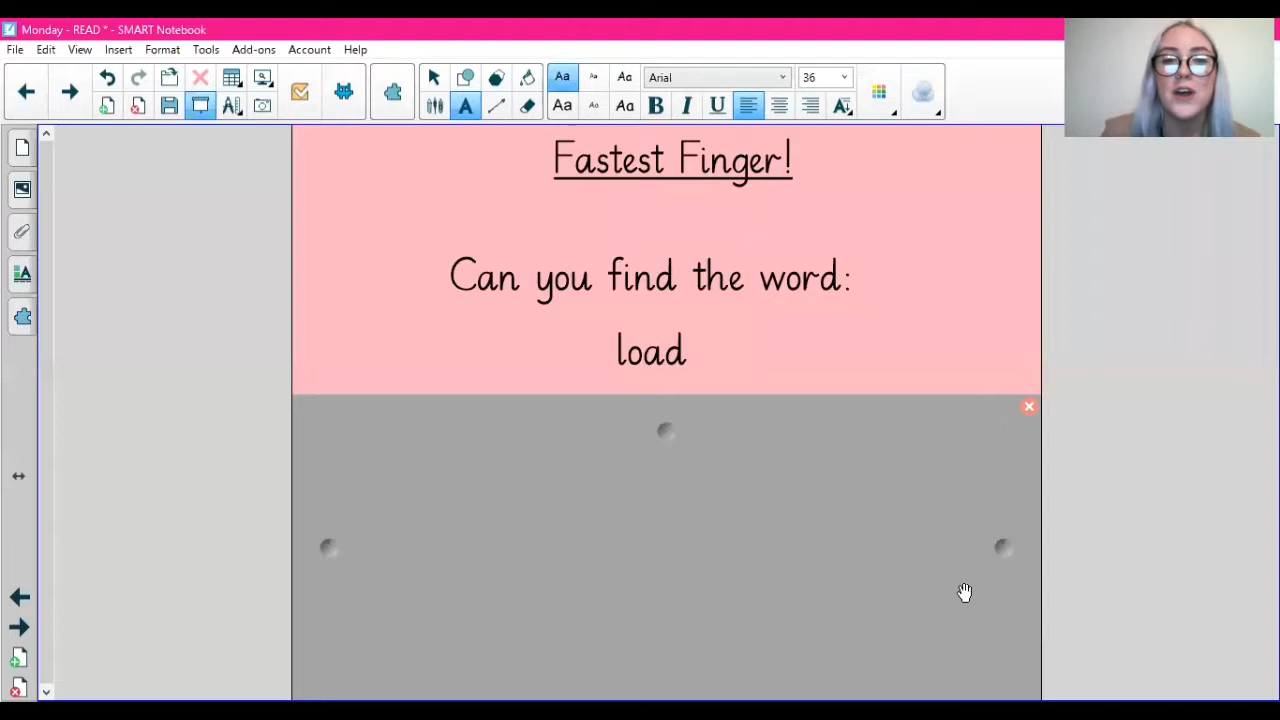 Monday - READ * - SMART Notebook
File Edit View Insert Format Tools Add-ons Account Help
Aa Aa Aa Arial 36
A Aa Aa Aa B I U
Fastest Finger!
Can you find the word:
load